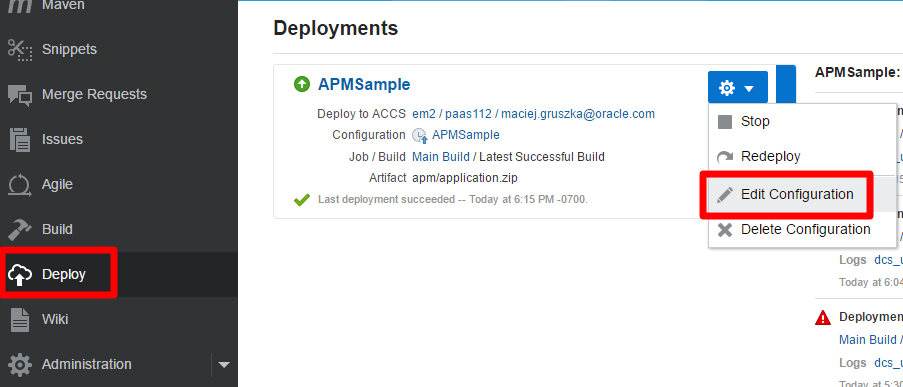 Maven
Snippets
Merge Requests
Issues
Agile
Build
Deploy
Wiki
Administration
Deployments
APMSample
Deploy to ACCS em2 / paas112 / maciej.gruszka@oracle.com
Configuration APMSample
Job / Build Main Build / Latest Successful Build
Artifact apm/application.zip
Last deployment succeeded -- Today at 6:15 PM -0700.
Stop
Redeploy
Edit Configuration
Delete Configuration
APMSample:
Logs dcs_u
Today at 6:04
Deploymen
Main Build /
Logs dcs_u
Today at 5:30